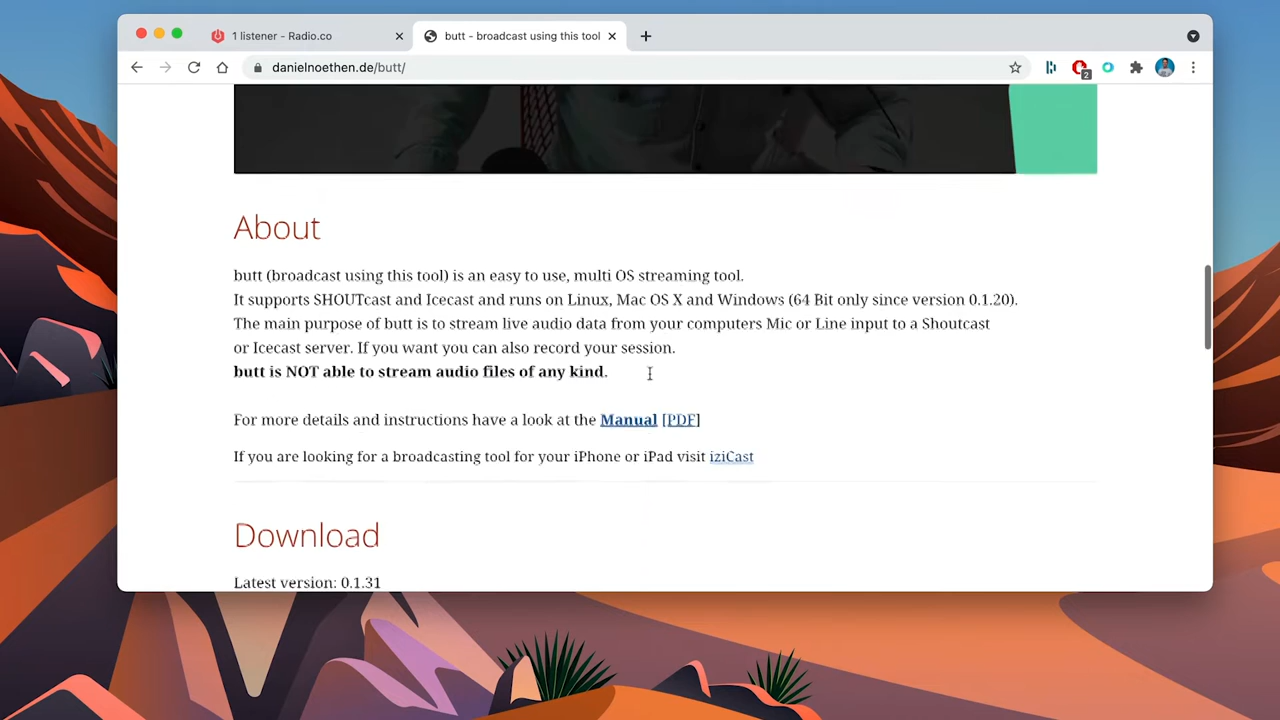 1 listener - Radio.co
butt - broadcast using this tool
danielnoethen.de/butt/
2
About
butt (broadcast using this tool) is an easy to use, multi OS streaming tool.
It supports SHOUTcast and Icecast and runs on Linux, Mac OS X and Windows (64 Bit only since version 0.1.20).
The main purpose of butt is to stream live audio data from your computers Mic or Line input to a Shoutcast
or Icecast server. If you want you can also record your session.
butt is NOT able to stream audio files of any kind.
For more details and instructions have a look at the Manual [PDF]
If you are looking for a broadcasting tool for your iPhone or iPad visit iziCast
Download
Latest version: 0.1.31